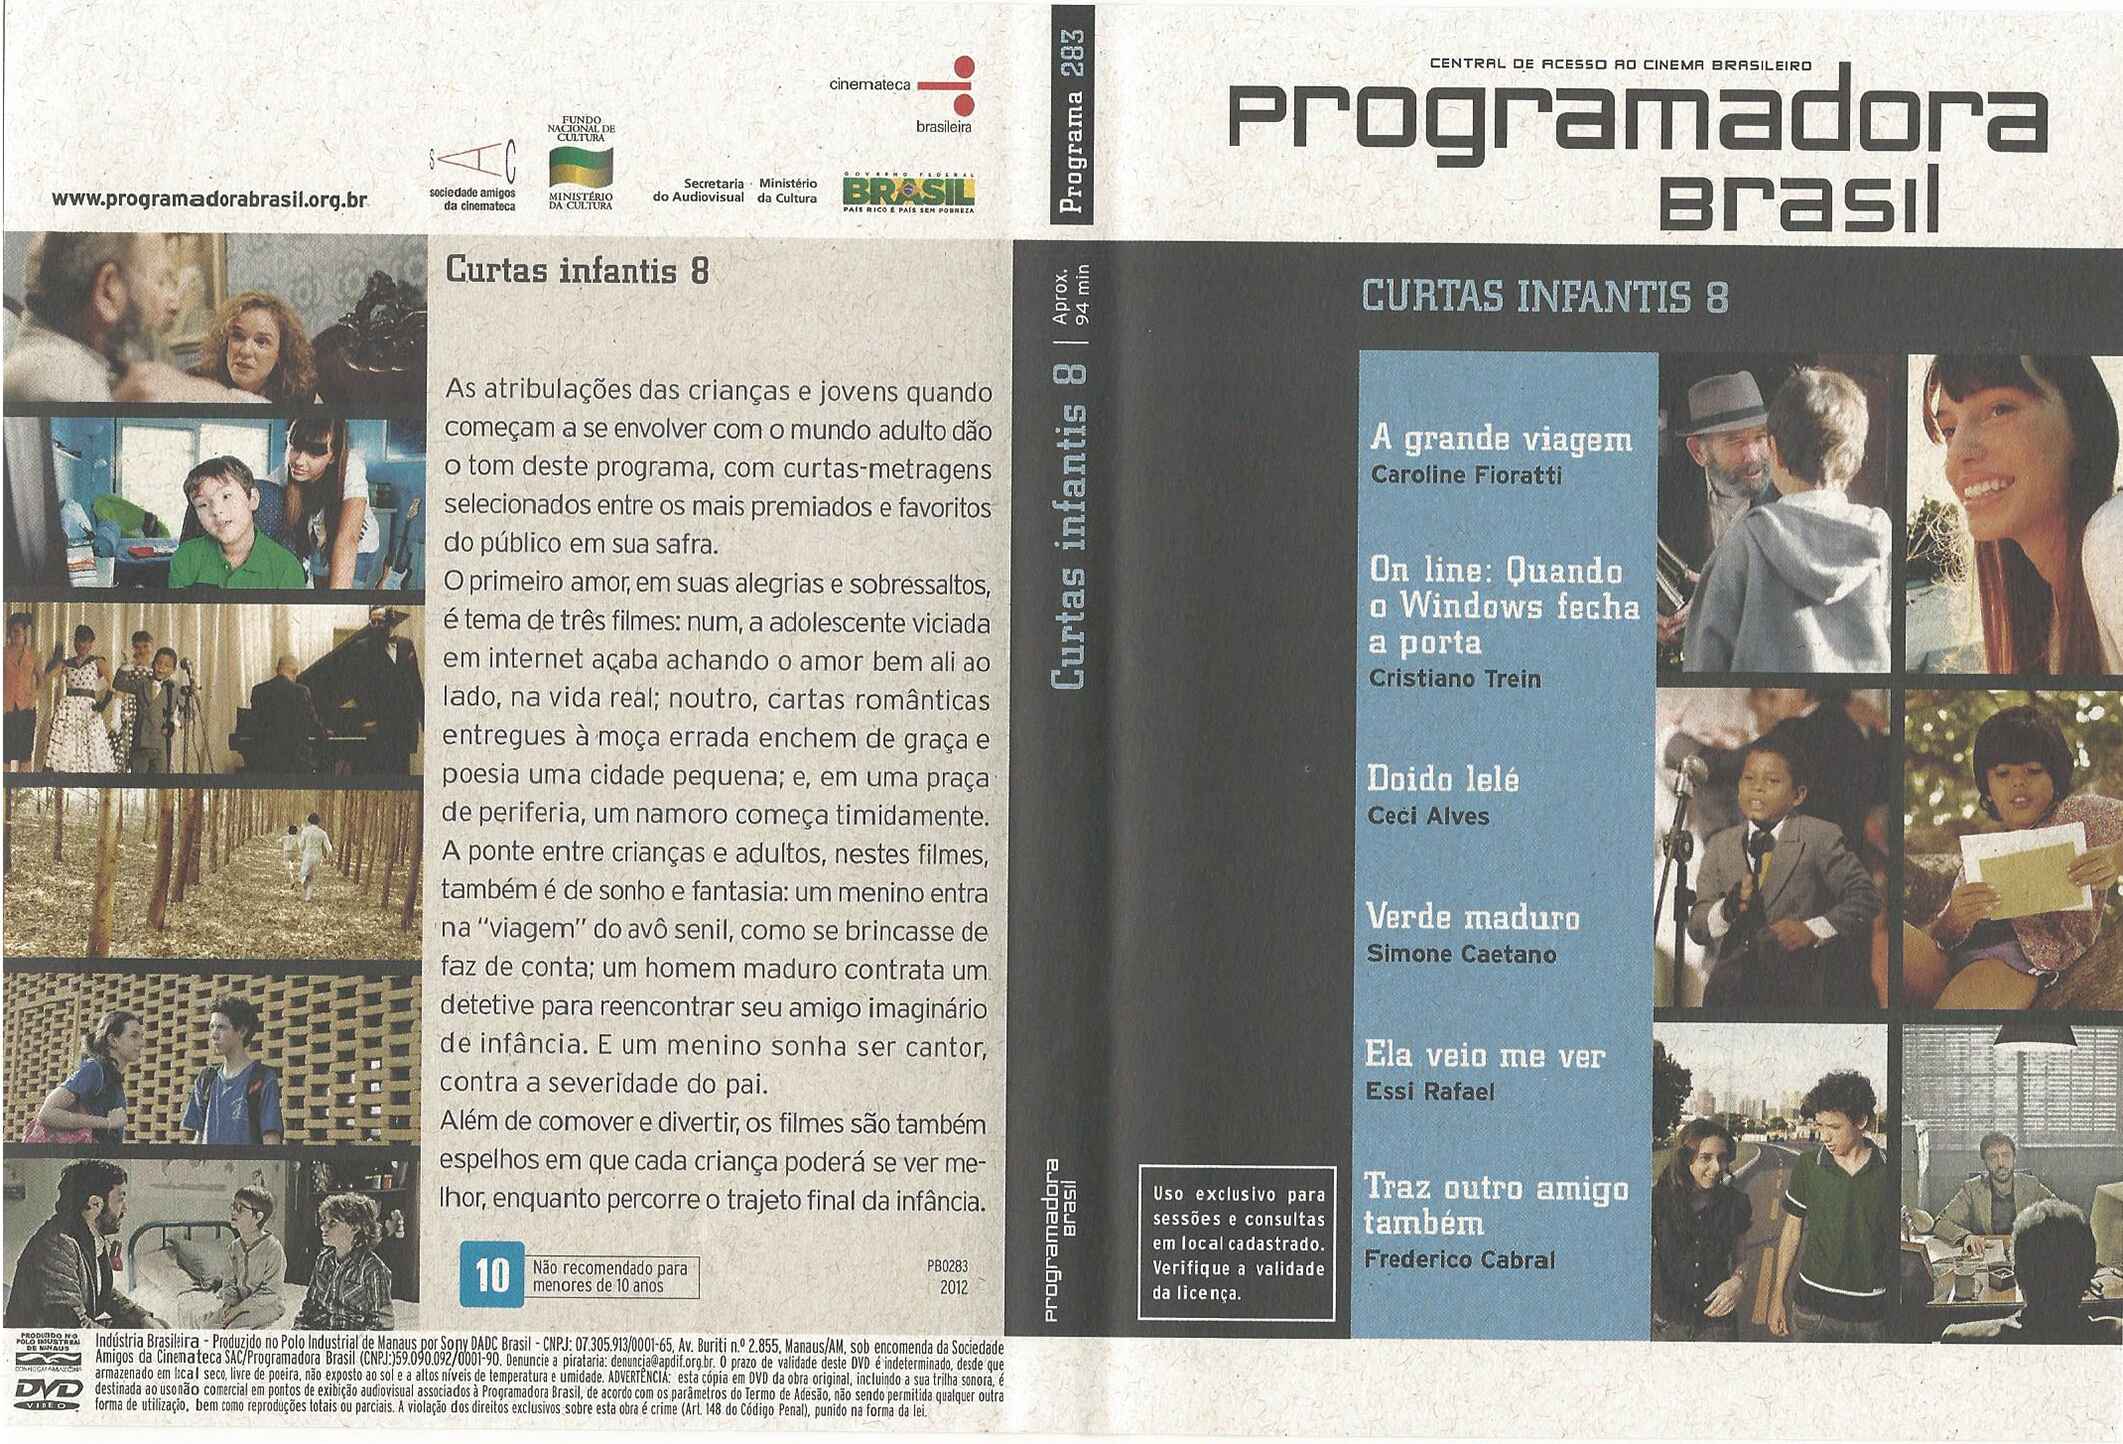 www.programadorabrasil.org.br
SAC
sociedade amigos
da cinemateca
FUNDO
NACIONAL DE
CULTURA
MINISTÉRIO
DA CULTURA
cinemateca
brasileira
Secretaria
do Audiovisual
Ministério
da Cultura
GOVERNO FEDERAL
BRASIL
PAÍS RICO É PAÍS SEM POBREZA
Curtas infantis 8
As atribulações das crianças e jovens quando
começam a se envolver com o mundo adulto dão
o tom deste programa, com curtas-metragens
selecionados entre os mais premiados e favoritos
do público em sua safra.
O primeiro amor, em suas alegrias e sobressaltos,
é tema de três filmes: num, a adolescente viciada
em internet acaba achando o amor bem ali ao
lado, na vida real; noutro, cartas românticas
entregues à moça errada enchem de graça e
poesia uma cidade pequena; e, em uma praça
de periferia, um namoro começa timidamente.
A ponte entre crianças e adultos, nestes filmes,
também é de sonho e fantasia: um menino entra
na “viagem” do avô senil, como se brincasse de
faz de conta; um homem maduro contrata um
detetive para reencontrar seu amigo imaginário
de infância. E um menino sonha ser cantor,
contra a severidade do pai.
Além de comover e divertir, os filmes são também
espelhos em que cada criança poderá se ver me-
lhor, enquanto percorre o trajeto final da infância.
10
Não recomendado para
menores de 10 anos
PB0283
2012
PRODUZIDO NO
POLO INDUSTRIAL
DE MANAUS
CONHEÇA A AMAZÔNIA
DVD
VIDEO
Indústria Brasileira - Produzido no Polo Industrial de Manaus por Sony DADC Brasil - CNPJ: 07.305.913/0001-65, Av. Buriti n.º 2.855, Manaus/AM, sob encomenda da Sociedade
Amigos da Cinemateca SAC/Programadora Brasil (CNPJ:)59.090.092/0001-90. Denuncie a pirataria: denuncia@apdif.org.br. O prazo de validade deste DVD é indeterminado, desde que
armazenado em local seco, livre de poeira, não exposto ao sol e a altos níveis de temperatura e umidade. ADVERTÊNCIA: esta cópia em DVD da obra original, incluindo a sua trilha sonora, é
destinada ao uso não comercial em pontos de exibição audiovisual associados à Programadora Brasil, de acordo com os parâmetros do Termo de Adesão, não sendo permitida qualquer outra
forma de utilização, bem como reproduções totais ou parciais. A violação dos direitos exclusivos sobre esta obra é crime (Art. 148 do Código Penal), punido na forma da lei.
Programa 283
Curtas infantis 8
Aprox.
94 min
programadora
Brasil
CENTRAL DE ACESSO AO CINEMA BRASILEIRO
programadora
Brasil
CURTAS INFANTIS 8
A grande viagem
Caroline Fioratti
On line: Quando
o Windows fecha
a porta
Cristiano Trein
Doido lelé
Ceci Alves
Verde maduro
Simone Caetano
Ela veio me ver
Essi Rafael
Traz outro amigo
também
Frederico Cabral
Uso exclusivo para
sessões e consultas
em local cadastrado.
Verifique a validade
da licença.